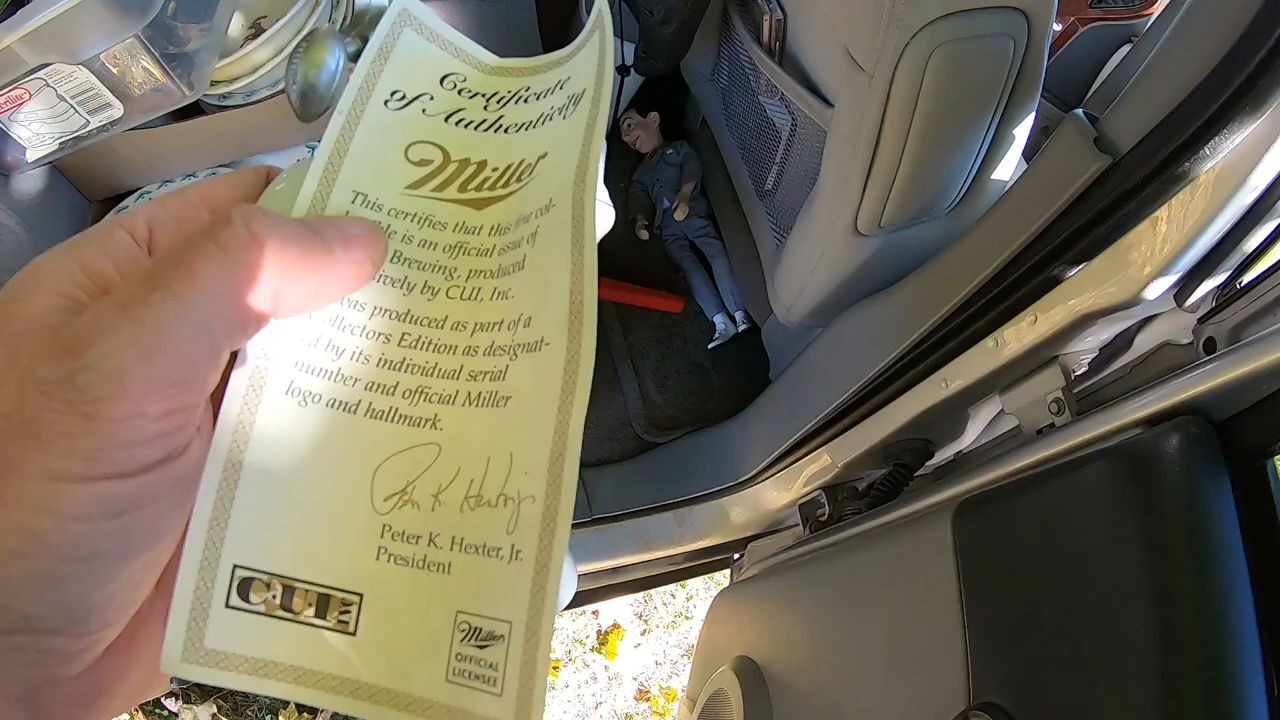 Certificate
of Authenticity
Miller
This certifies that this fine col-
is an official issue of
Brewing, produced
by CUI, Inc.
was produced as part of a
Collectors Edition as designat-
by its individual serial
number and official Miller
logo and hallmark.
Peter K. Hexter, Jr.
President
CUI
Miller
OFFICIAL
LICENSEE